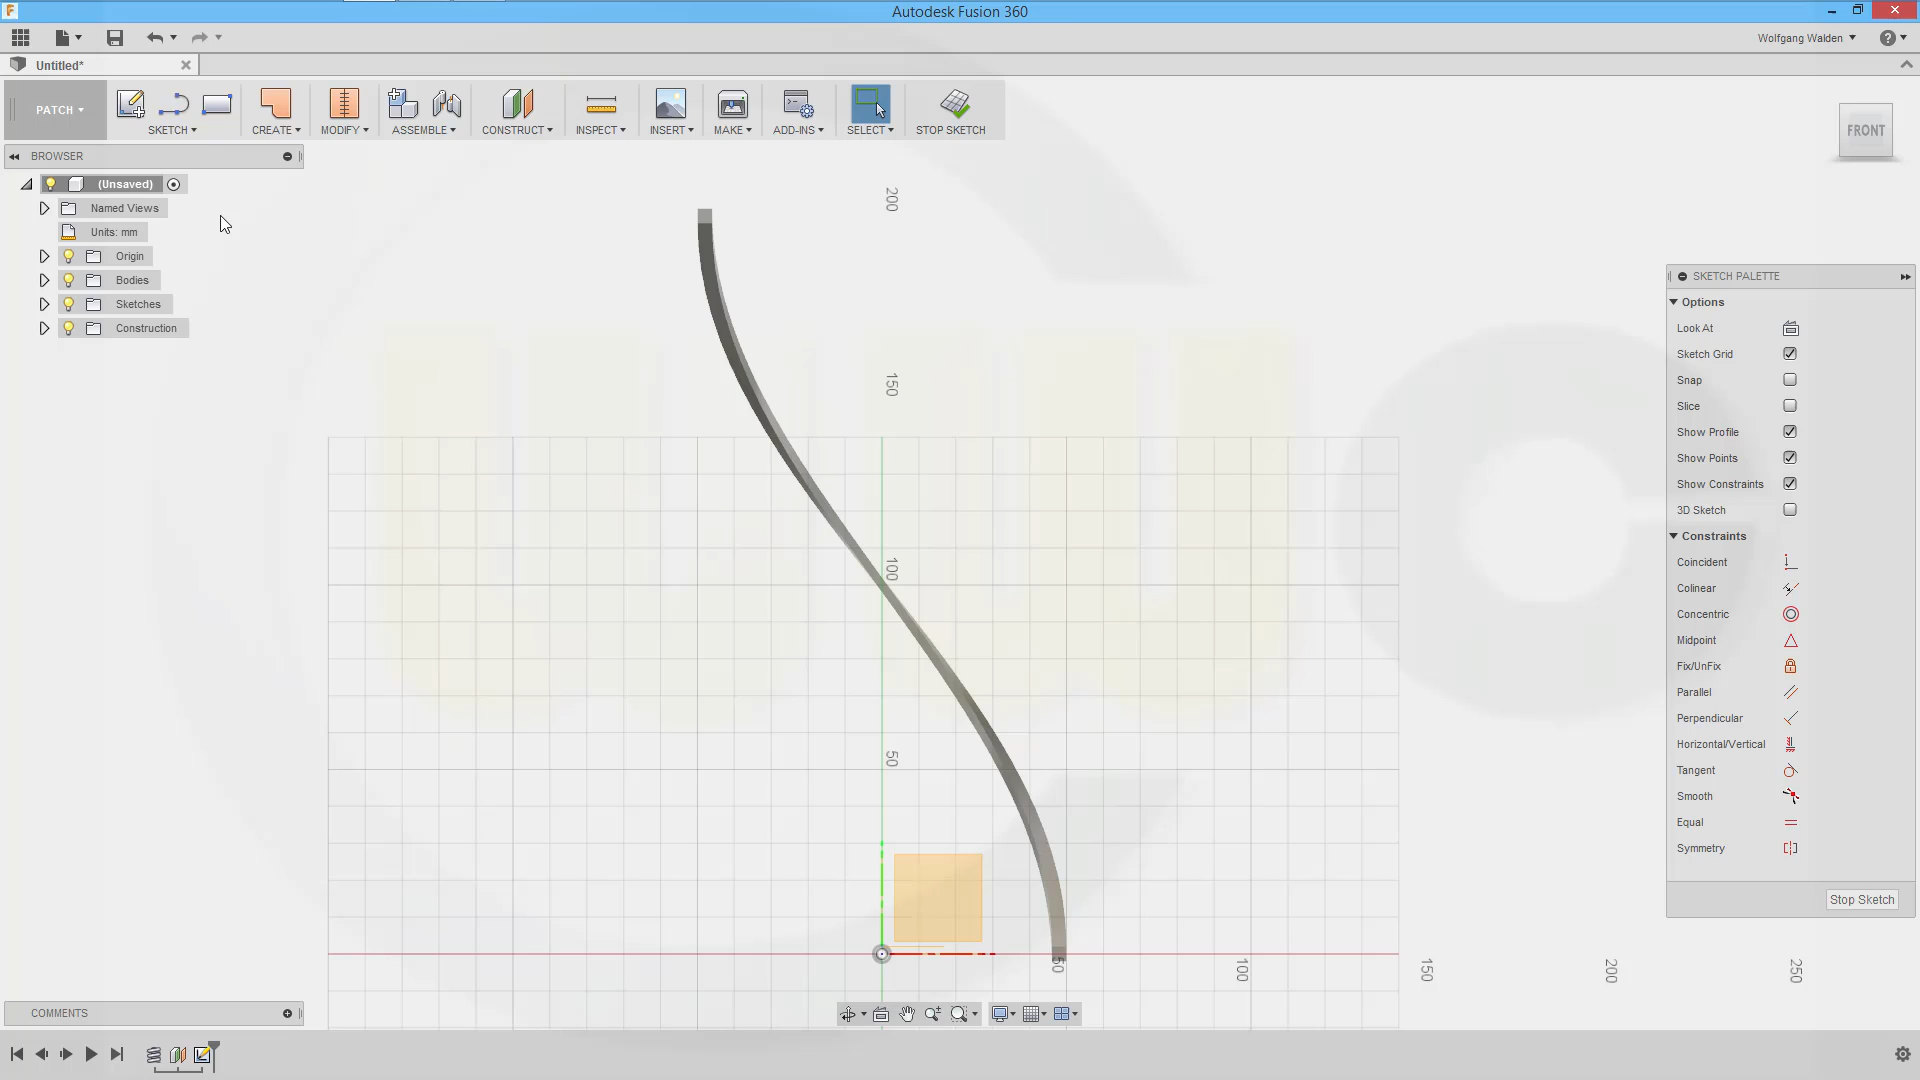 Autodesk Fusion 360
Wolfgang Walden
Untitled*
PATCH
SKETCH
CREATE
MODIFY
ASSEMBLE
CONSTRUCT
INSPECT
INSERT
MAKE
ADD-INS
SELECT
STOP SKETCH
FRONT
BROWSER
(Unsaved)
Named Views
Units: mm
Origin
Bodies
Sketches
Construction
200
150
100
50
50
100
150
200
250
SKETCH PALETTE
Options
Look At
Sketch Grid
Snap
Slice
Show Profile
Show Points
Show Constraints
3D Sketch
Constraints
Coincident
Colinear
Concentric
Midpoint
Fix/UnFix
Parallel
Perpendicular
Horizontal/Vertical
Tangent
Smooth
Equal
Symmetry
Stop Sketch
COMMENTS